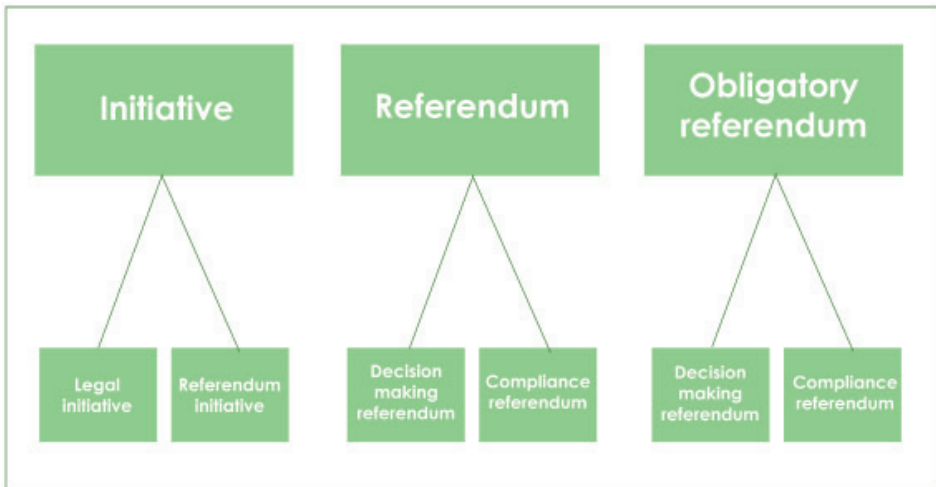 Initiative
Referendum
Obligatory
referendum
Legal
initiative
Referendum
initiative
Decision
making
referendum
Compliance
referendum
Decision
making
referendum
Compliance
referendum